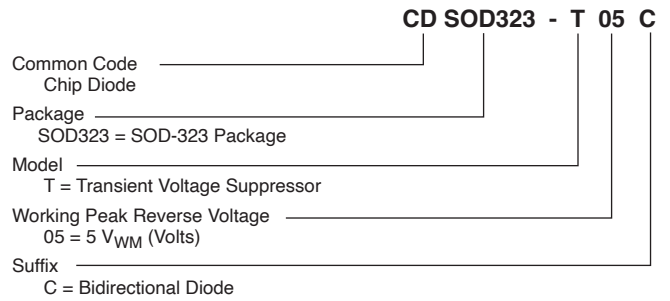 CD SOD323 - T 05 C
Common Code
Chip Diode
Package
SOD323 = SOD-323 Package
Model
T = Transient Voltage Suppressor
Working Peak Reverse Voltage
05 = 5 VWM (Volts)
Suffix
C = Bidirectional Diode